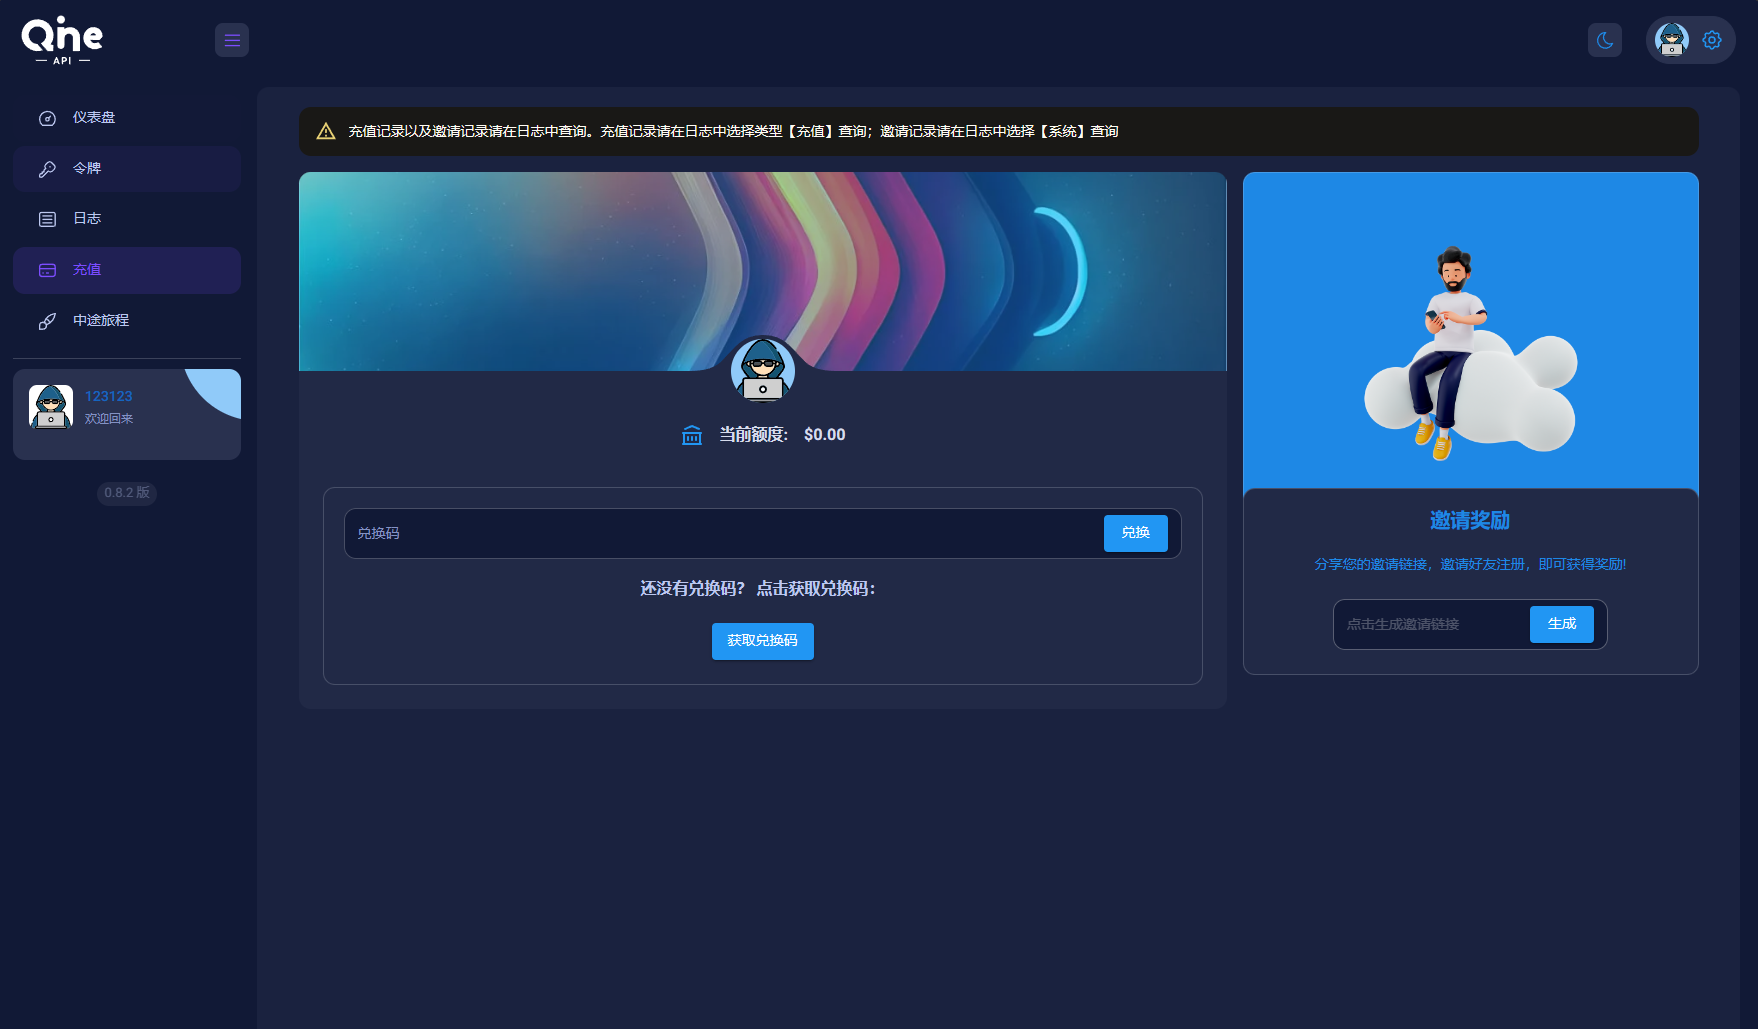 Qine
API
仪表盘
令牌
日志
充值
中途旅程
123123
欢迎回来
0.8.2 版
充值记录以及邀请记录请在日志中查询。充值记录请在日志中选择类型【充值】查询；邀请记录请在日志中选择【系统】查询
当前额度： $0.00
兑换码
兑换
还没有兑换码？ 点击获取兑换码：
获取兑换码
邀请奖励
分享您的邀请链接，邀请好友注册，即可获得奖励!
点击生成邀请链接
生成